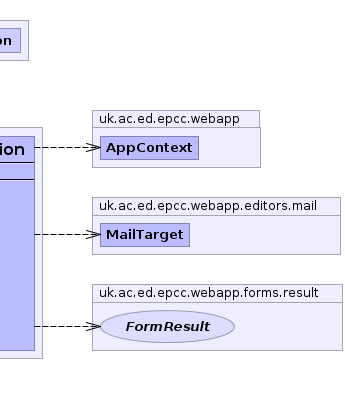 on
uk.ac.ed.epcc.webapp
ion
AppContext
uk.ac.ed.epcc.webapp.editors.mail
MailTarget
uk.ac.ed.epcc.webapp.forms.result
FormResult